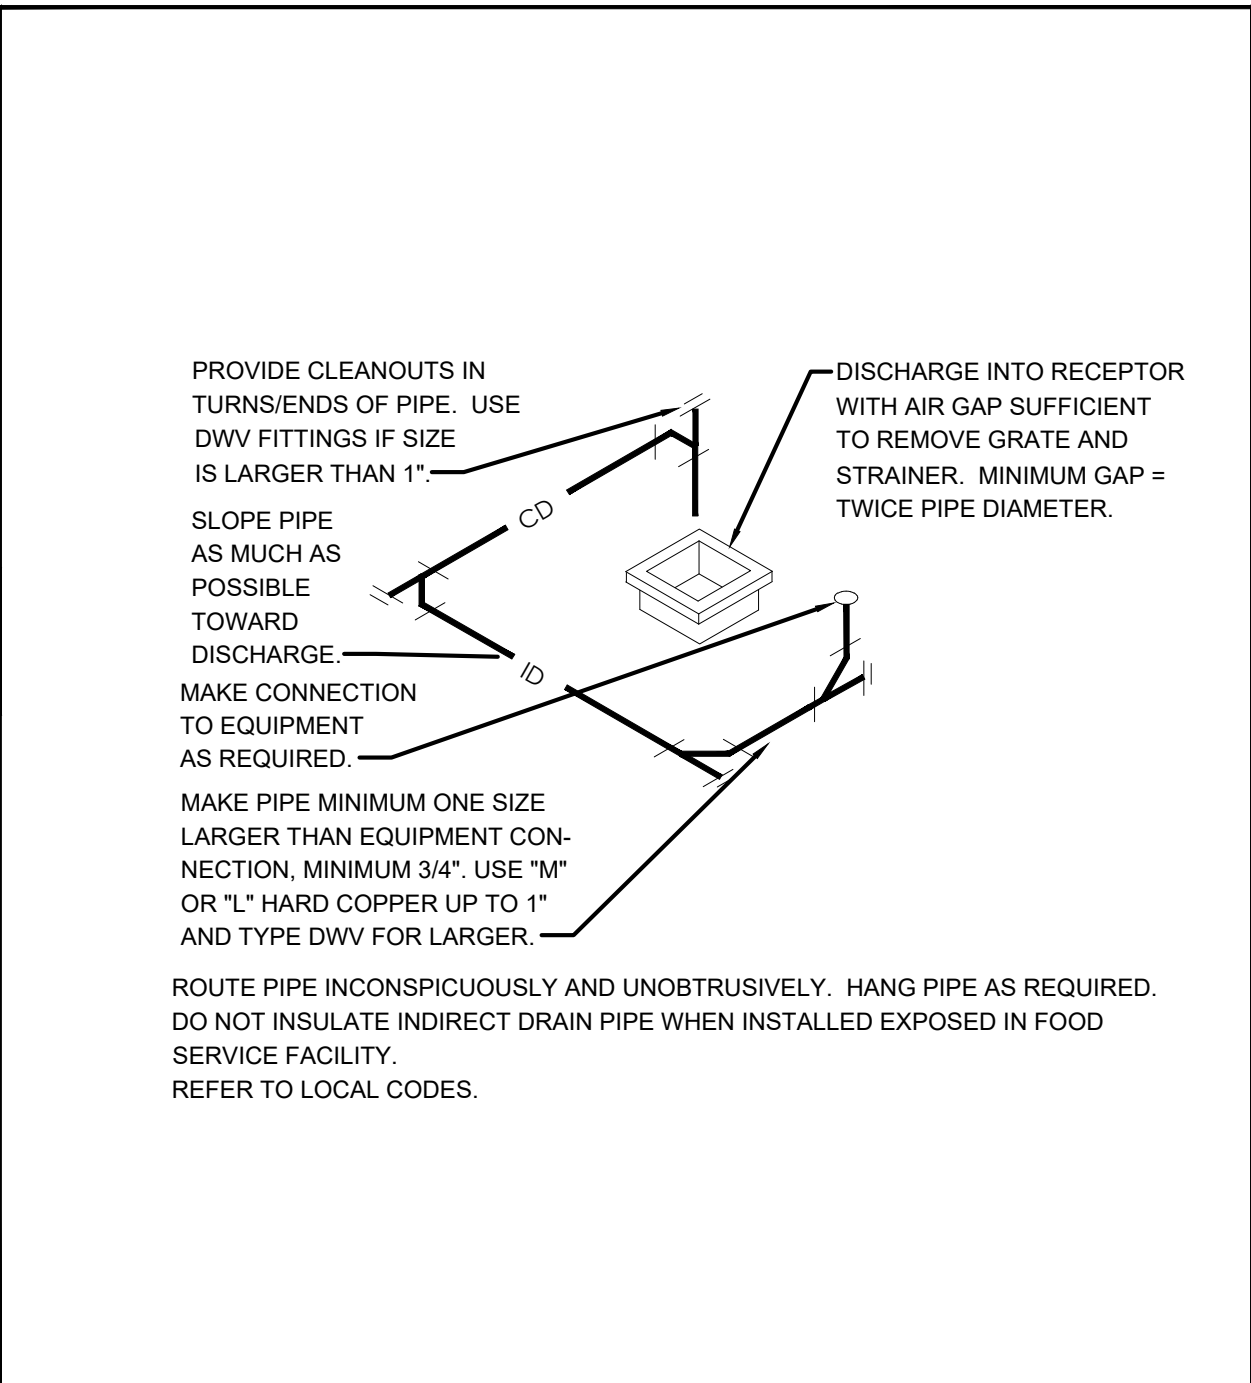 PROVIDE CLEANOUTS IN
TURNS/ENDS OF PIPE.  USE
DWV FITTINGS IF SIZE
IS LARGER THAN 1".
DISCHARGE INTO RECEPTOR
WITH AIR GAP SUFFICIENT
TO REMOVE GRATE AND
STRAINER.  MINIMUM GAP =
TWICE PIPE DIAMETER.
CD
SLOPE PIPE
AS MUCH AS
POSSIBLE
TOWARD
DISCHARGE.
ID
MAKE CONNECTION
TO EQUIPMENT
AS REQUIRED.
MAKE PIPE MINIMUM ONE SIZE
LARGER THAN EQUIPMENT CON-
NECTION, MINIMUM 3/4". USE "M"
OR "L" HARD COPPER UP TO 1"
AND TYPE DWV FOR LARGER.
ROUTE PIPE INCONSPICUOUSLY AND UNOBTRUSIVELY.  HANG PIPE AS REQUIRED.
DO NOT INSULATE INDIRECT DRAIN PIPE WHEN INSTALLED EXPOSED IN FOOD
SERVICE FACILITY.
REFER TO LOCAL CODES.